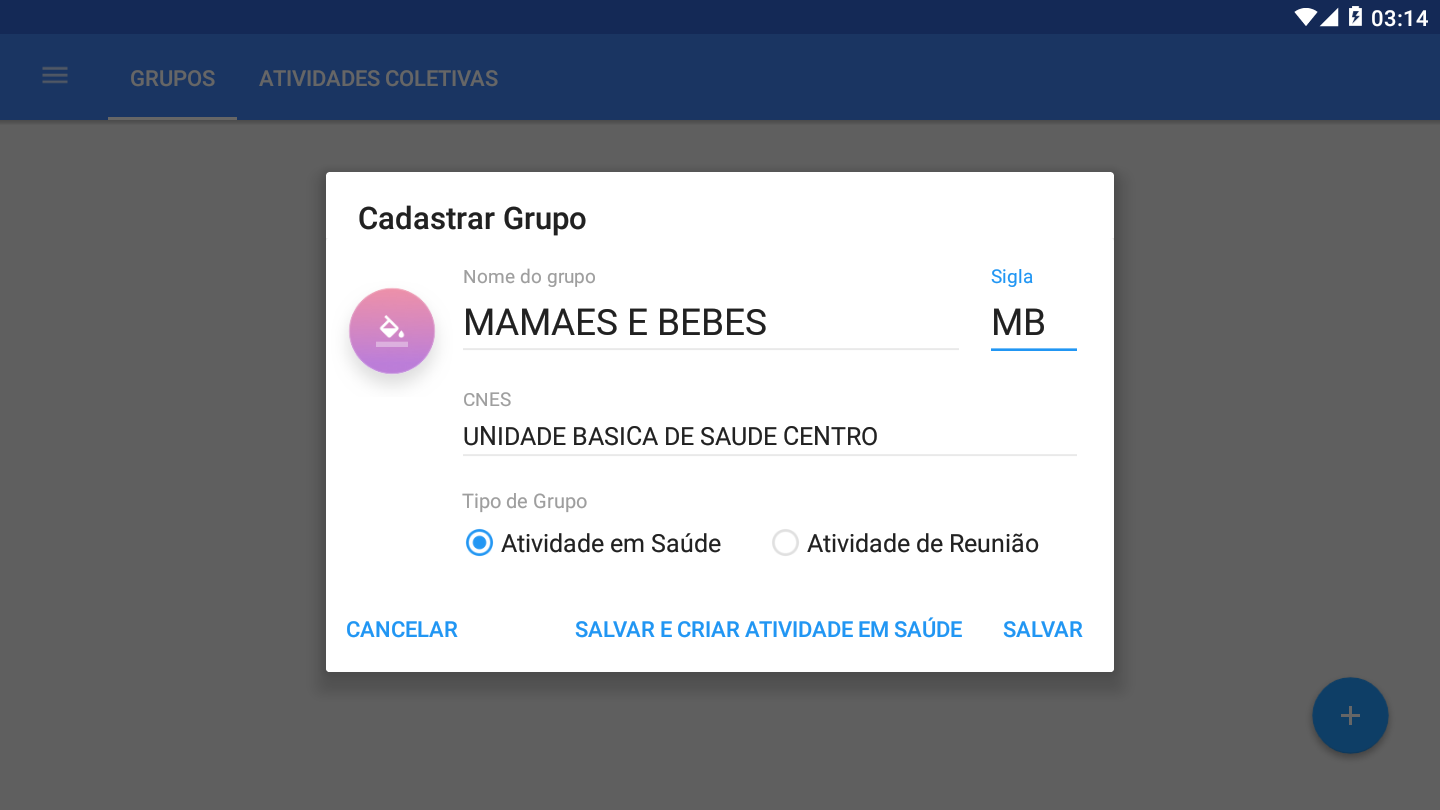 03:14
GRUPOS
ATIVIDADES COLETIVAS
Cadastrar Grupo
Nome do grupo
Sigla
MAMAES E BEBES
MB
CNES
UNIDADE BASICA DE SAUDE CENTRO
Tipo de Grupo
Atividade em Saúde
Atividade de Reunião
CANCELAR
SALVAR E CRIAR ATIVIDADE EM SAÚDE
SALVAR